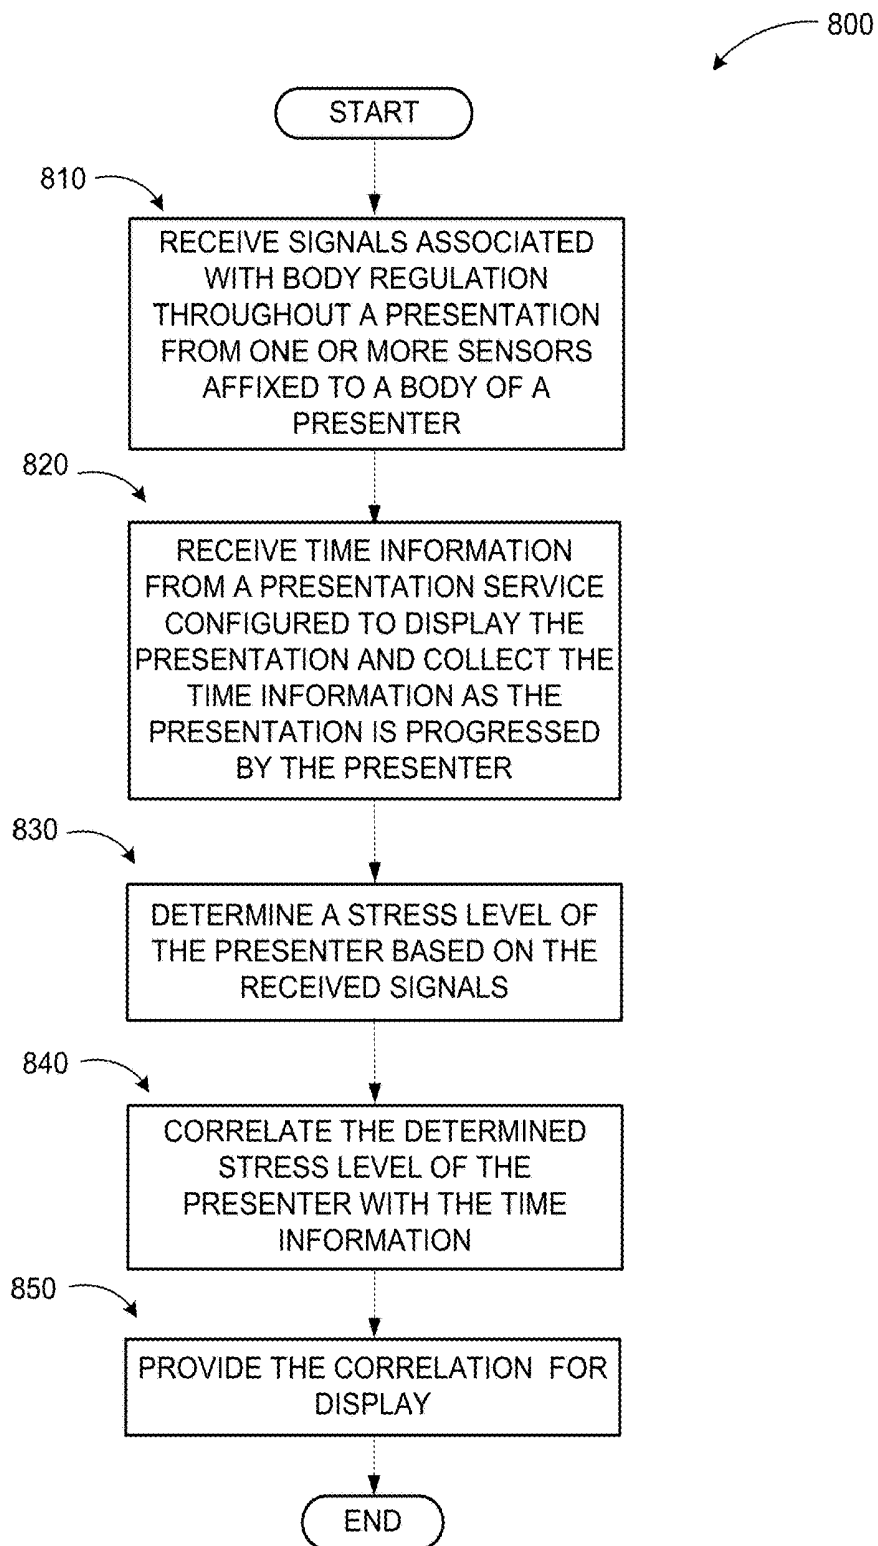 800
START
810
RECEIVE SIGNALS ASSOCIATED
WITH BODY REGULATION
THROUGHOUT A PRESENTATION
FROM ONE OR MORE SENSORS
AFFIXED TO A BODY OF A
PRESENTER
820
RECEIVE TIME INFORMATION
FROM A PRESENTATION SERVICE
CONFIGURED TO DISPLAY THE
PRESENTATION AND COLLECT THE
TIME INFORMATION AS THE
PRESENTATION IS PROGRESSED
BY THE PRESENTER
830
DETERMINE A STRESS LEVEL OF
THE PRESENTER BASED ON THE
RECEIVED SIGNALS
840
CORRELATE THE DETERMINED
STRESS LEVEL OF THE
PRESENTER WITH THE TIME
INFORMATION
850
PROVIDE THE CORRELATION FOR
DISPLAY
END